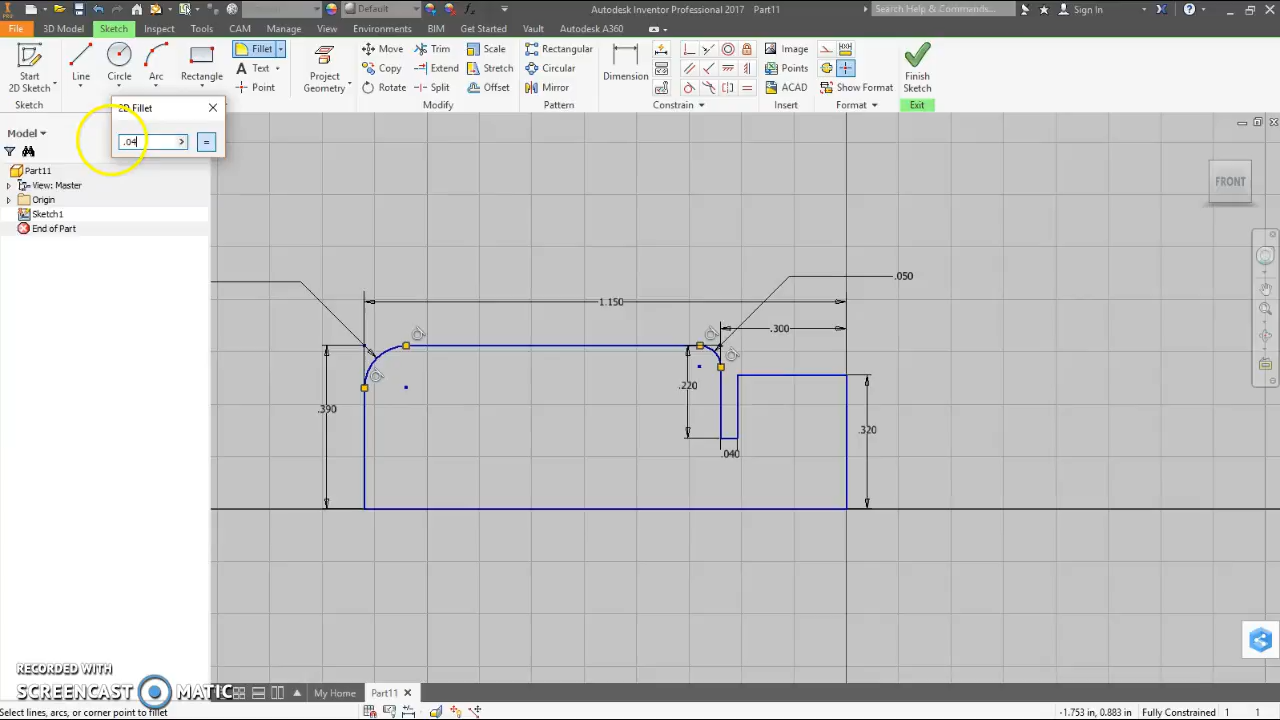 Default
Autodesk Inventor Professional 2017 Part11
Search Help & Commands...
Sign In
File 3D Model Sketch Inspect Tools CAM Manage View Environments BIM Vault Autodesk A360
Start
2D Sketch
Line
Circle
Arc
Rectangle
Fillet
Text
Point
Project
Geometry
Move
Copy
Rotate
Trim
Extend
Split
Scale
Stretch
Offset
Rectangular
Circular
Mirror
Dimension
Image
Points
ACAD
Show Format
Finish
Sketch
Sketch
Modify
Pattern
Constrain
Insert
Format
Exit
2D Fillet
.04
=
Model
Part11
View: Master
Origin
Sketch1
End of Part
FRONT
.050
1.150
.300
.390
.220
.320
.040
RECORDED WITH
SCREENCAST MATIC
My Home
Part11
Select lines, arcs, or corner point to fillet
-1.753 in, 0.883 in
Fully Constrained
1
1